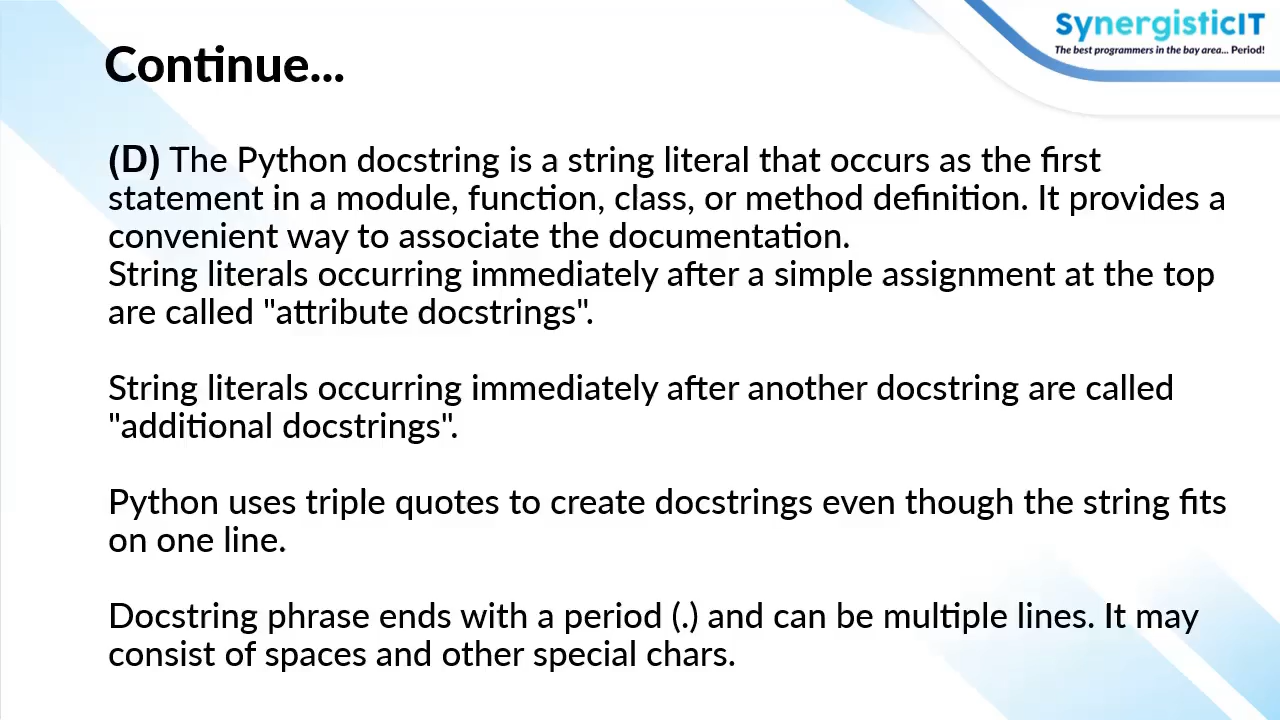 SynergisticIT
The best programmers in the bay area... Period!
Continue...
(D) The Python docstring is a string literal that occurs as the first
statement in a module, function, class, or method definition. It provides a
convenient way to associate the documentation.
String literals occurring immediately after a simple assignment at the top
are called "attribute docstrings".
String literals occurring immediately after another docstring are called
"additional docstrings".
Python uses triple quotes to create docstrings even though the string fits
on one line.
Docstring phrase ends with a period (.) and can be multiple lines. It may
consist of spaces and other special chars.